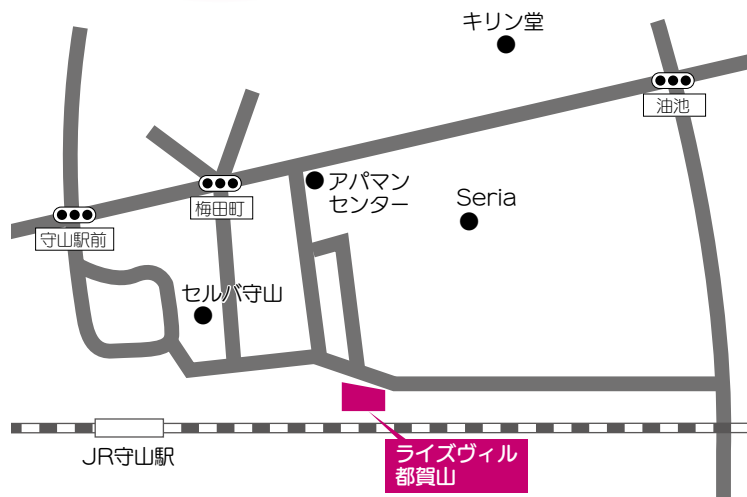 キリン堂
油池
アパマン
センター
Seria
梅田町
守山駅前
セルバ守山
JR守山駅
ライズヴィル
都賀山